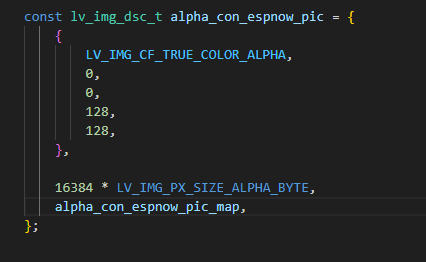 const lv_img_dsc_t alpha_con_espnow_pic = {
{
LV_IMG_CF_TRUE_COLOR_ALPHA,
0,
0,
128,
128,
},
16384 * LV_IMG_PX_SIZE_ALPHA_BYTE,
alpha_con_espnow_pic_map,
};